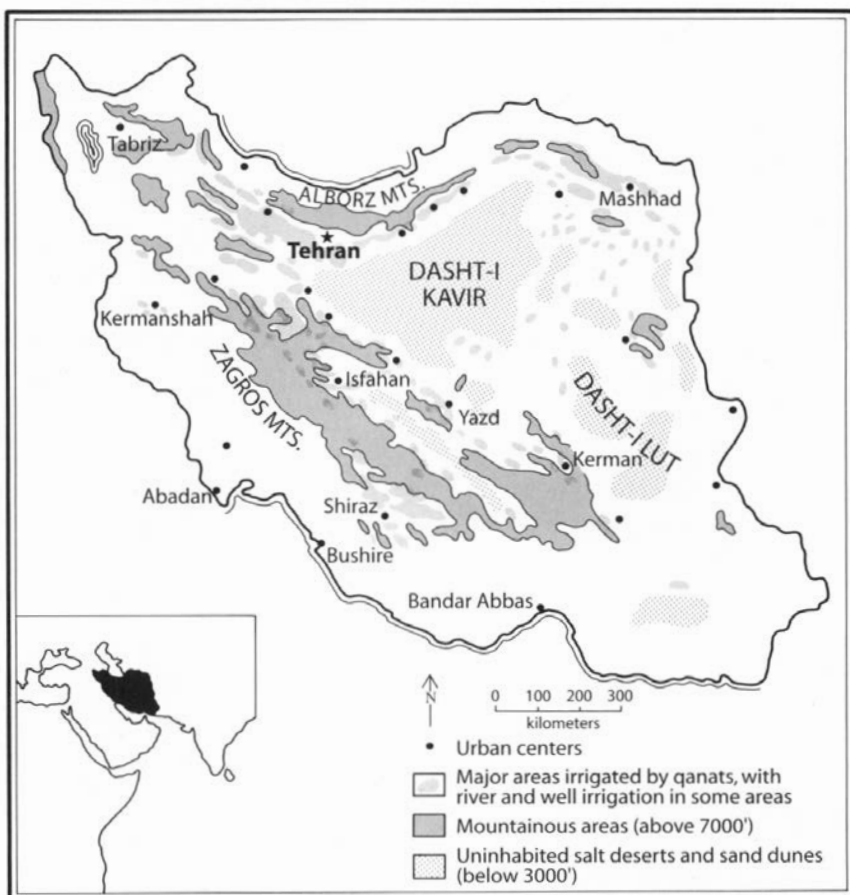 Tabriz
ALBORZ MTS.
Mashhad
Tehran
DASHT-I
KAVIR
Kermanshah
ZAGROS MTS.
Isfahan
Yazd
DASHT-I LUT
Kerman
Abadan
Shiraz
Bushire
Bandar Abbas
N
0 100 200 300
kilometers
Urban centers
Major areas irrigated by qanats, with
river and well irrigation in some areas
Mountainous areas (above 7000')
Uninhabited salt deserts and sand dunes
(below 3000')